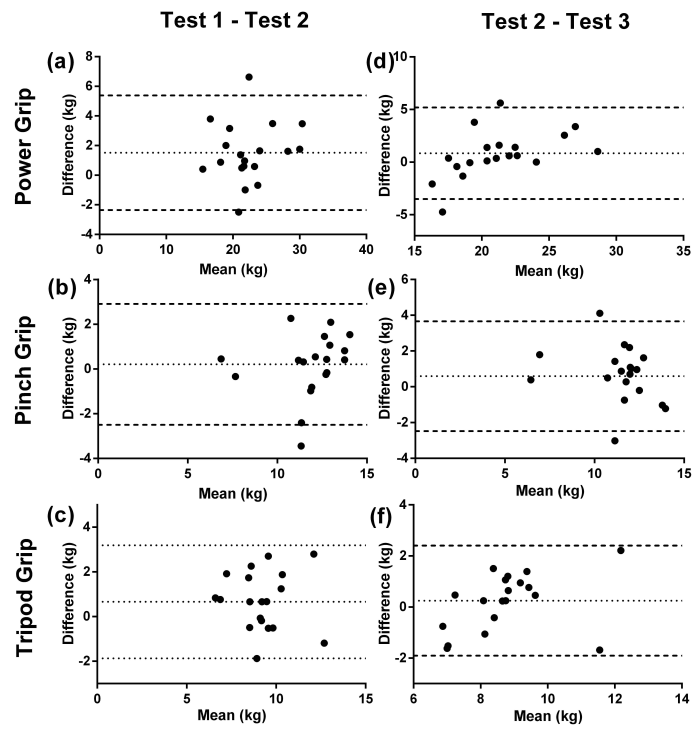 Test 1 - Test 2
Test 2 - Test 3
Power Grip
(a)
Difference (kg)
8
6
4
2
0
-2
-4
0 10 20 30 40
Mean (kg)
(d)
Difference (kg)
10
5
0
-5
15 20 25 30 35
Mean (kg)
Pinch Grip
(b)
Difference (kg)
4
2
0
-2
-4
0 5 10 15
Mean (kg)
(e)
Difference (kg)
6
4
2
0
-2
-4
0 5 10 15
Mean (kg)
Tripod Grip
(c)
Difference (kg)
4
2
0
-2
0 5 10 15
Mean (kg)
(f)
Difference (kg)
4
2
0
-2
6 8 10 12 14
Mean (kg)